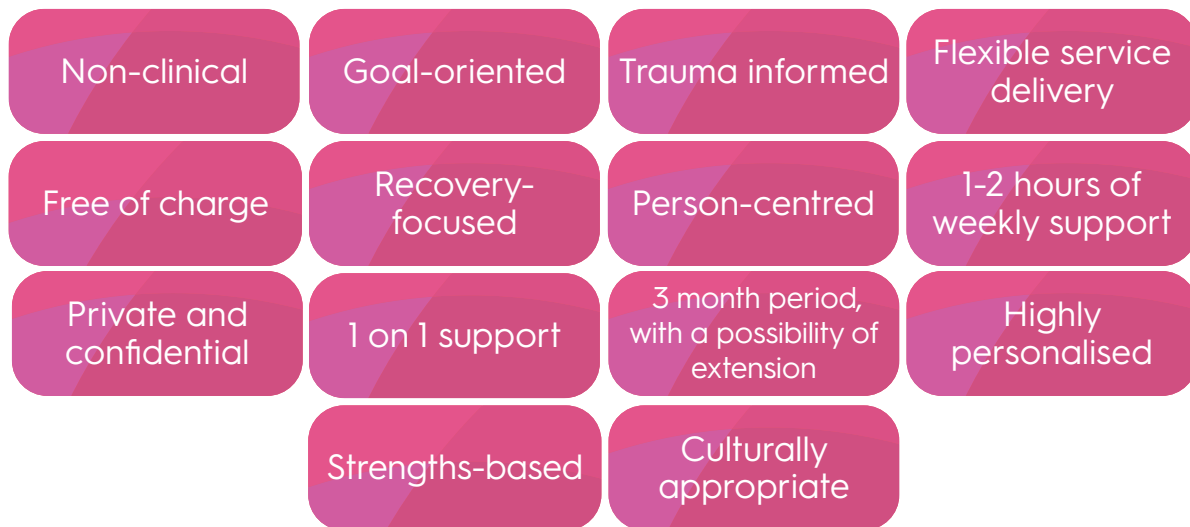 Non-clinical
Goal-oriented
Trauma informed
Flexible service
delivery
Free of charge
Recovery-
focused
Person-centred
1-2 hours of
weekly support
Private and
confidential
1 on 1 support
3 month period,
with a possibility of
extension
Highly
personalised
Strengths-based
Culturally
appropriate